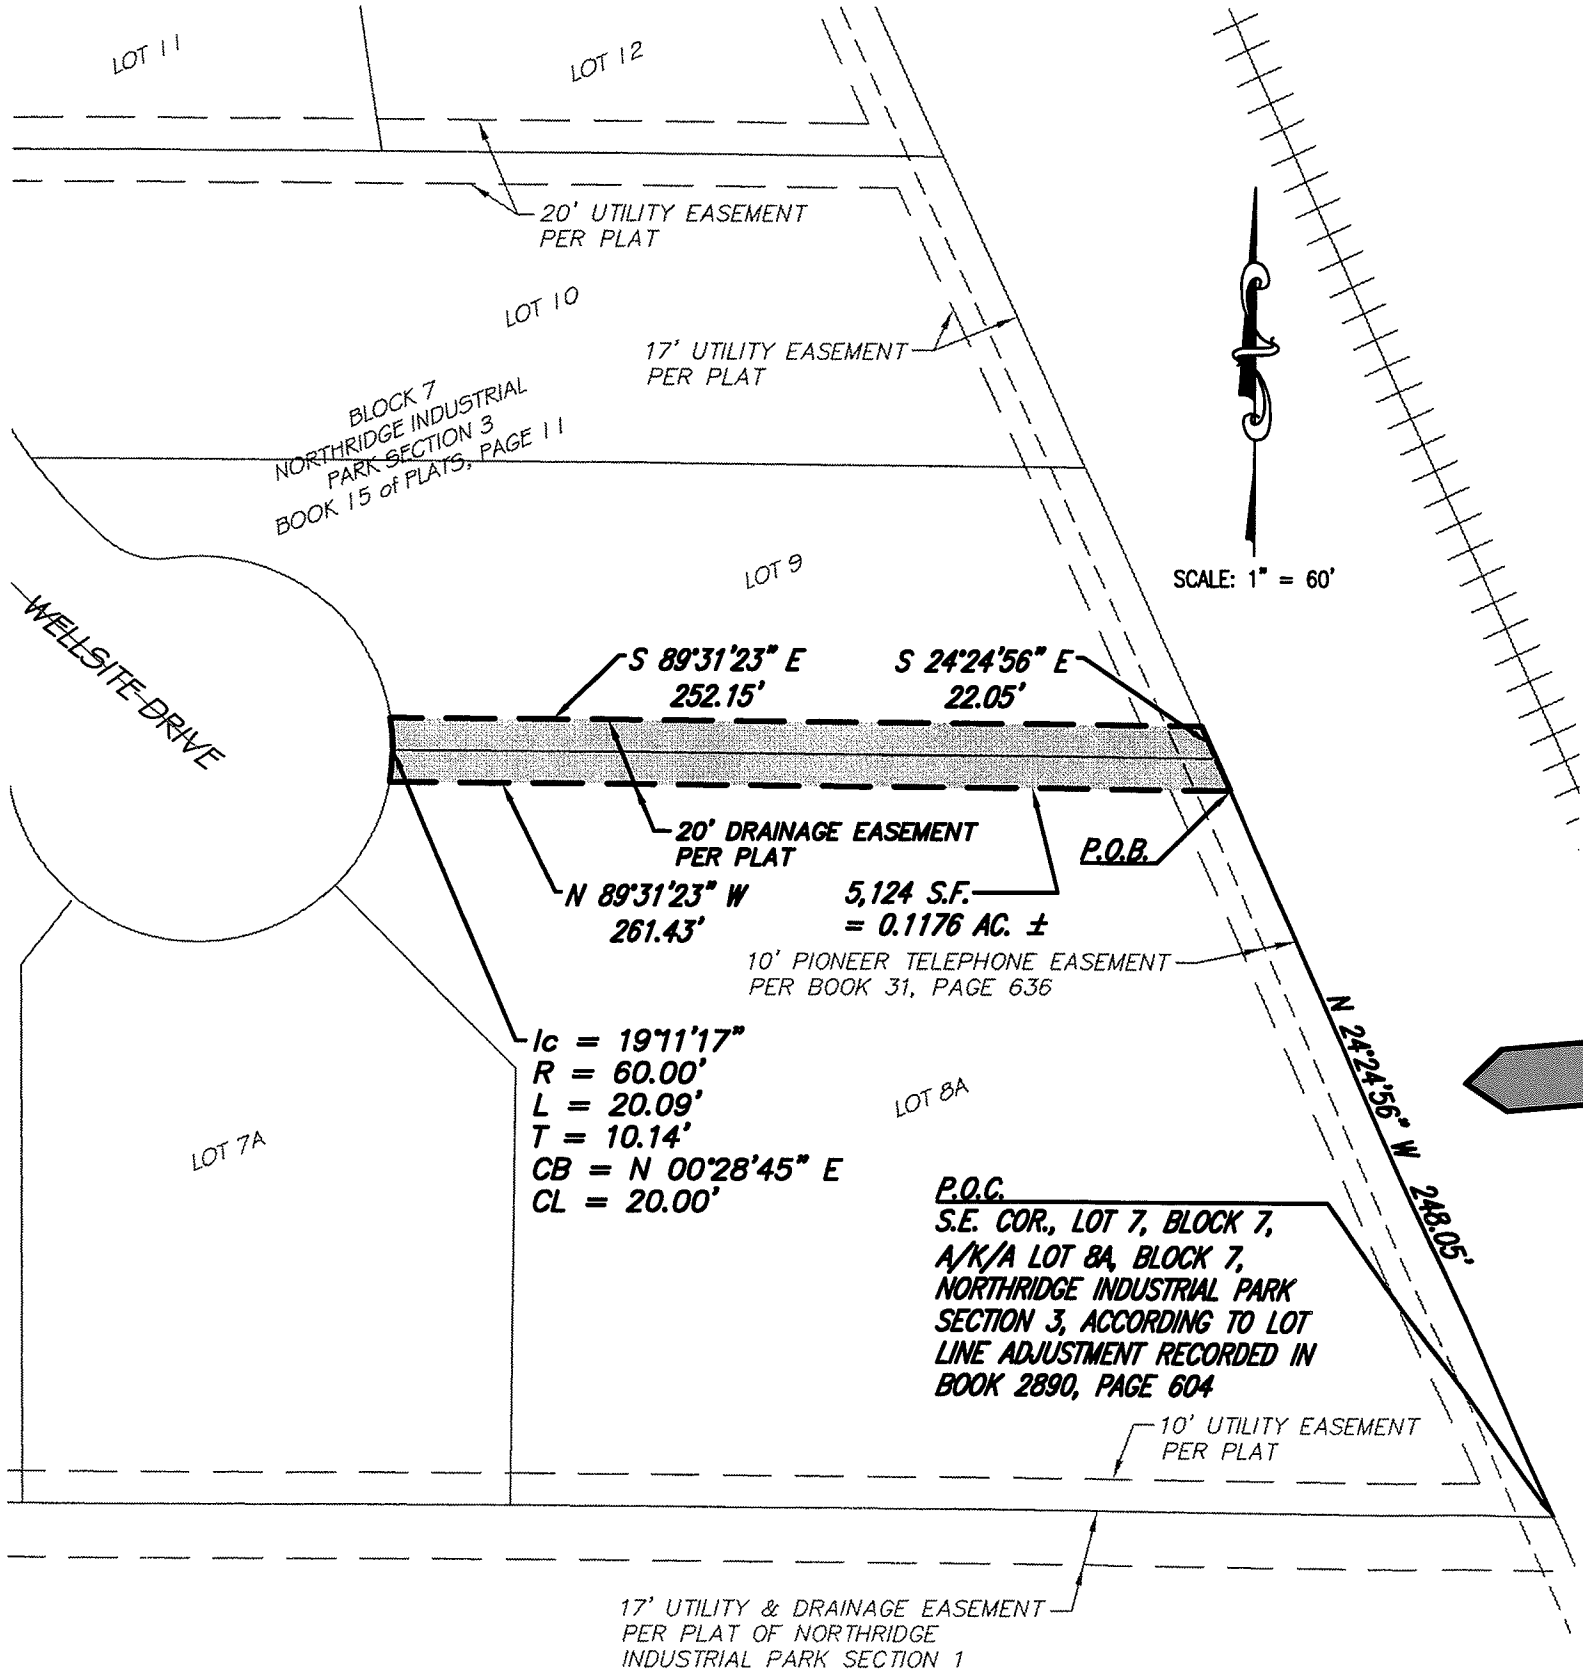 LOT 11
LOT 12
20' UTILITY EASEMENT
PER PLAT
LOT 10
17' UTILITY EASEMENT
PER PLAT
BLOCK 7
NORTHRIDGE INDUSTRIAL
PARK SECTION 3
BOOK 15 of PLATS, PAGE 11
SCALE: 1" = 60'
LOT 9
WELLSITE DRIVE
S 89°31'23" E
252.15'
S 24°24'56" E
22.05'
20' DRAINAGE EASEMENT
PER PLAT
P.O.B.
N 89°31'23" W
261.43'
5,124 S.F.
= 0.1176 AC. ±
10' PIONEER TELEPHONE EASEMENT
PER BOOK 31, PAGE 636
N 24°24'56" W 248.05'
Ic = 19°11'17"
R = 60.00'
L = 20.09'
T = 10.14'
CB = N 00°28'45" E
CL = 20.00'
LOT 8A
LOT 7A
P.O.C.
S.E. COR., LOT 7, BLOCK 7,
A/K/A LOT 8A, BLOCK 7,
NORTHRIDGE INDUSTRIAL PARK
SECTION 3, ACCORDING TO LOT
LINE ADJUSTMENT RECORDED IN
BOOK 2890, PAGE 604
10' UTILITY EASEMENT
PER PLAT
17' UTILITY & DRAINAGE EASEMENT
PER PLAT OF NORTHRIDGE
INDUSTRIAL PARK SECTION 1